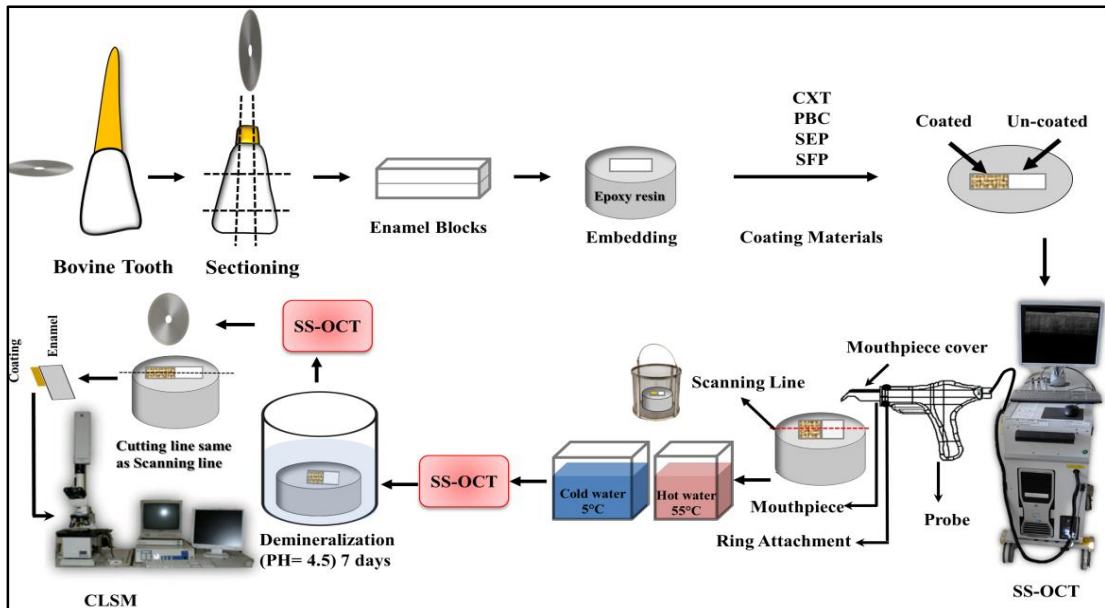 CXT
PBC
SEP
SFP
Coated
Un-coated
Epoxy resin
Enamel Blocks
Embedding
Coating Materials
Bovine Tooth
Sectioning
SS-OCT
Mouthpiece cover
Scanning Line
Coating
Enamel
Cutting line same
as Scanning line
SS-OCT
Cold water
5°C
Hot water
55°C
Mouthpiece
Probe
Ring Attachment
Demineralization
(PH= 4.5) 7 days
CLSM
SS-OCT